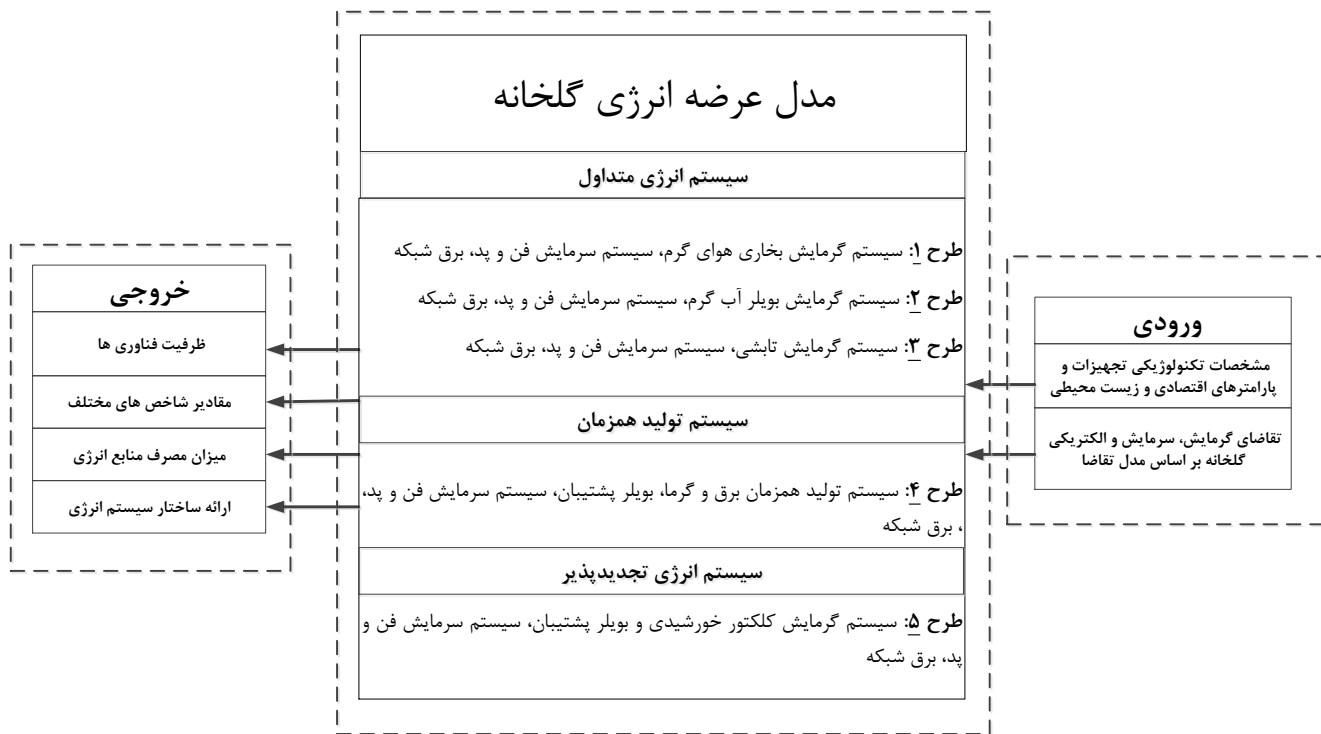 مدل عرضه انرژی گلخانه
سیستم انرژی متداول
طرح ۱: سیستم گرمایش بخاری هوای گرم، سیستم سرمایش فن و پد، برق شبکه
طرح ۲: سیستم گرمایش بویلر آب گرم، سیستم سرمایش فن و پد، برق شبکه
طرح ۳: سیستم گرمایش تابشی، سیستم سرمایش فن و پد، برق شبکه
سیستم تولید همزمان
طرح ۴: سیستم تولید همزمان برق و گرما، بویلر پشتیبان، سیستم سرمایش فن و پد،
، برق شبکه
سیستم انرژی تجدیدپذیر
طرح ۵: سیستم گرمایش کلکتور خورشیدی و بویلر پشتیبان، سیستم سرمایش فن و
پد، برق شبکه
ورودی
مشخصات تکنولوژیکی تجهیزات و
پارامترهای اقتصادی و زیست محیطی
تقاضای گرمایش، سرمایش و الکتریکی
گلخانه بر اساس مدل تقاضا
خروجی
ظرفیت فناوری ها
مقادیر شاخص های مختلف
میزان مصرف منابع انرژی
ارائه ساختار سیستم انرژی